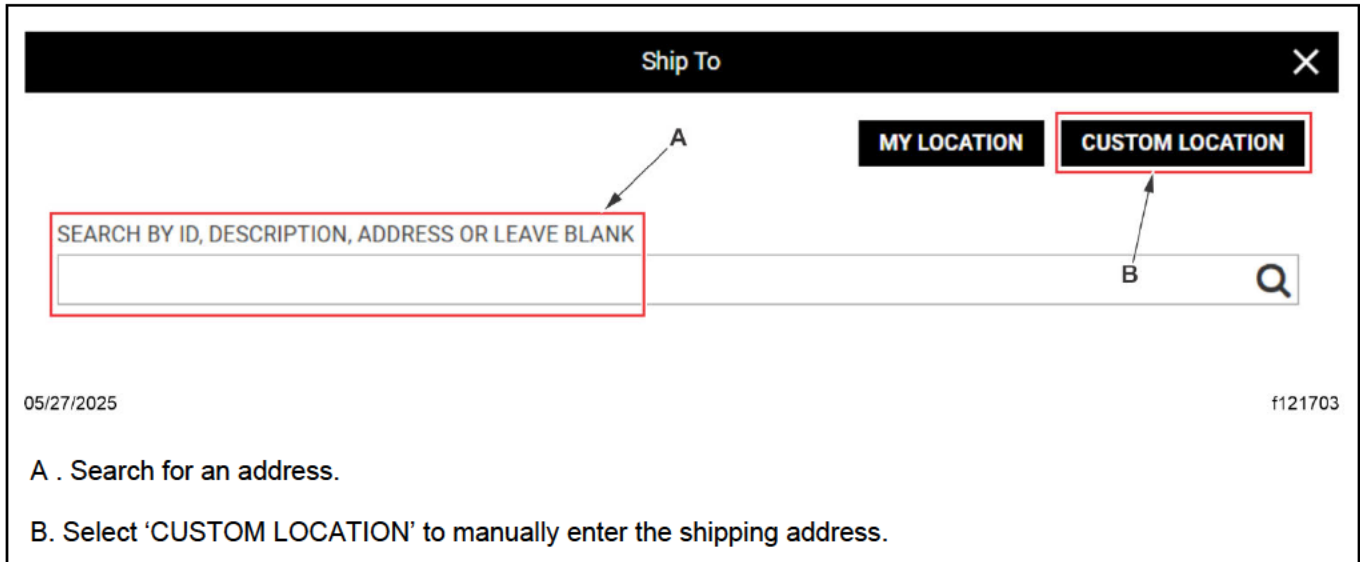 Ship To
A
MY LOCATION
CUSTOM LOCATION
SEARCH BY ID, DESCRIPTION, ADDRESS OR LEAVE BLANK
B
05/27/2025
f121703
A . Search for an address.
B. Select ‘CUSTOM LOCATION’ to manually enter the shipping address.